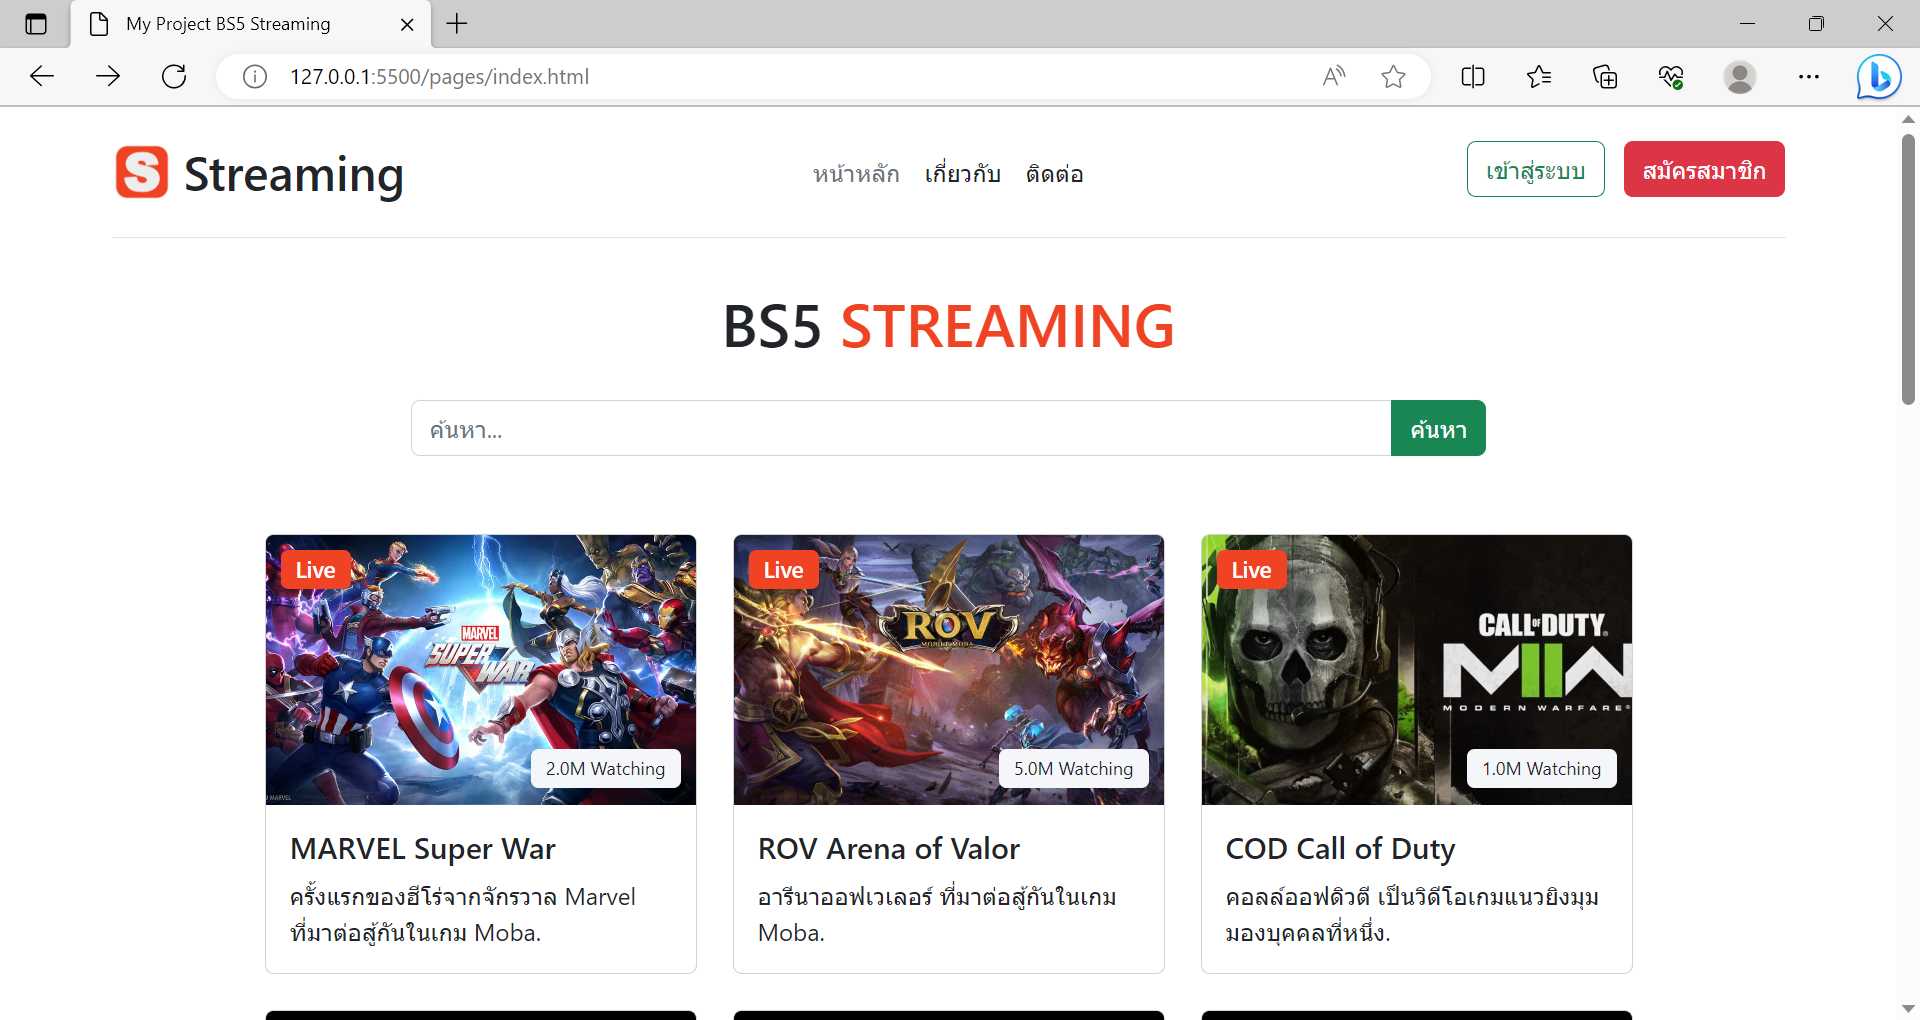 My Project BS5 Streaming
127.0.0.1:5500/pages/index.html
S Streaming
หน้าหลัก เกี่ยวกับ ติดต่อ
เข้าสู่ระบบ สมัครสมาชิก
BS5 STREAMING
ค้นหา...
ค้นหา
Live
MARVEL
SUPER
WAR
2.0M Watching
MARVEL
MARVEL Super War
ครั้งแรกของฮีโร่จากจักรวาล Marvel
ที่มาต่อสู้กันในเกม Moba.
Live
ROV
MOBILE MOBA
5.0M Watching
ROV Arena of Valor
อารีนาออฟเวเลอร์ ที่มาต่อสู้กันในเกม
Moba.
Live
CALL OF DUTY
MWII
MODERN WARFARE
1.0M Watching
COD Call of Duty
คอลล์ออฟดิวตี เป็นวิดีโอเกมแนวยิงมุม
มองบุคคลที่หนึ่ง.